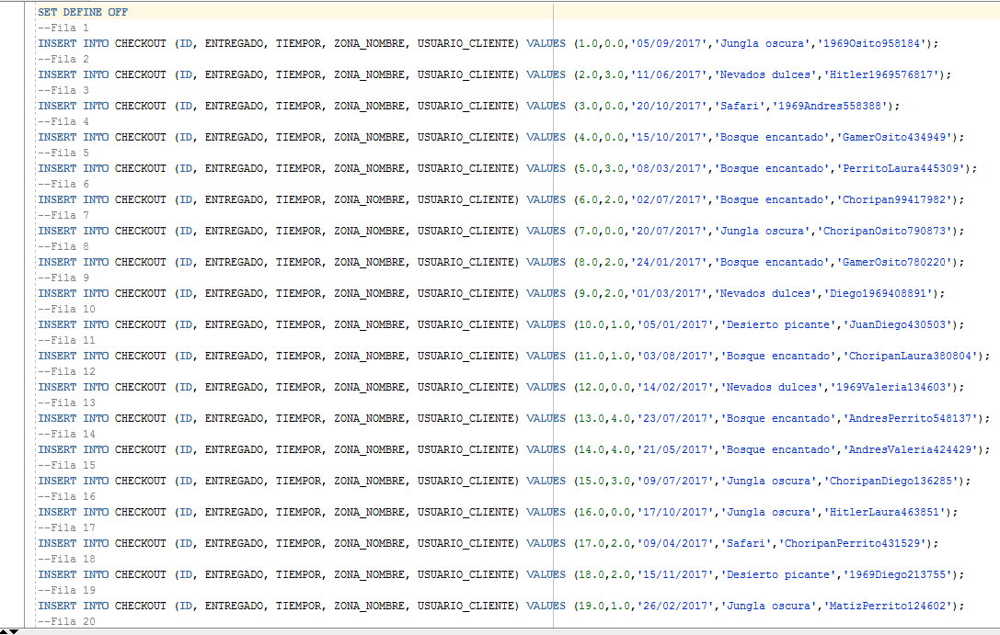 SET DEFINE OFF
--Fila 1
INSERT INTO CHECKOUT (ID, ENTREGADO, TIEMPOR, ZONA_NOMBRE, USUARIO_CLIENTE) VALUES (1.0,0.0,'05/09/2017','Jungla oscura','1969Osito958184');
--Fila 2
INSERT INTO CHECKOUT (ID, ENTREGADO, TIEMPOR, ZONA_NOMBRE, USUARIO_CLIENTE) VALUES (2.0,3.0,'11/06/2017','Nevados dulces','Hitler1969576817');
--Fila 3
INSERT INTO CHECKOUT (ID, ENTREGADO, TIEMPOR, ZONA_NOMBRE, USUARIO_CLIENTE) VALUES (3.0,0.0,'20/10/2017','Safari','1969Andres558388');
--Fila 4
INSERT INTO CHECKOUT (ID, ENTREGADO, TIEMPOR, ZONA_NOMBRE, USUARIO_CLIENTE) VALUES (4.0,0.0,'15/10/2017','Bosque encantado','GamerOsito434949');
--Fila 5
INSERT INTO CHECKOUT (ID, ENTREGADO, TIEMPOR, ZONA_NOMBRE, USUARIO_CLIENTE) VALUES (5.0,3.0,'08/03/2017','Bosque encantado','PerritoLaura445309');
--Fila 6
INSERT INTO CHECKOUT (ID, ENTREGADO, TIEMPOR, ZONA_NOMBRE, USUARIO_CLIENTE) VALUES (6.0,2.0,'02/07/2017','Bosque encantado','Choripan99417982');
--Fila 7
INSERT INTO CHECKOUT (ID, ENTREGADO, TIEMPOR, ZONA_NOMBRE, USUARIO_CLIENTE) VALUES (7.0,0.0,'20/07/2017','Jungla oscura','ChoripanOsito790873');
--Fila 8
INSERT INTO CHECKOUT (ID, ENTREGADO, TIEMPOR, ZONA_NOMBRE, USUARIO_CLIENTE) VALUES (8.0,2.0,'24/01/2017','Bosque encantado','GamerOsito780220');
--Fila 9
INSERT INTO CHECKOUT (ID, ENTREGADO, TIEMPOR, ZONA_NOMBRE, USUARIO_CLIENTE) VALUES (9.0,2.0,'01/03/2017','Nevados dulces','Diego1969408891');
--Fila 10
INSERT INTO CHECKOUT (ID, ENTREGADO, TIEMPOR, ZONA_NOMBRE, USUARIO_CLIENTE) VALUES (10.0,1.0,'05/01/2017','Desierto picante','JuanDiego430503');
--Fila 11
INSERT INTO CHECKOUT (ID, ENTREGADO, TIEMPOR, ZONA_NOMBRE, USUARIO_CLIENTE) VALUES (11.0,1.0,'03/08/2017','Bosque encantado','ChoripanLaura380804');
--Fila 12
INSERT INTO CHECKOUT (ID, ENTREGADO, TIEMPOR, ZONA_NOMBRE, USUARIO_CLIENTE) VALUES (12.0,0.0,'14/02/2017','Nevados dulces','1969Valeria134603');
--Fila 13
INSERT INTO CHECKOUT (ID, ENTREGADO, TIEMPOR, ZONA_NOMBRE, USUARIO_CLIENTE) VALUES (13.0,4.0,'23/07/2017','Bosque encantado','AndresPerrito548137');
--Fila 14
INSERT INTO CHECKOUT (ID, ENTREGADO, TIEMPOR, ZONA_NOMBRE, USUARIO_CLIENTE) VALUES (14.0,4.0,'21/05/2017','Bosque encantado','AndresValeria424429');
--Fila 15
INSERT INTO CHECKOUT (ID, ENTREGADO, TIEMPOR, ZONA_NOMBRE, USUARIO_CLIENTE) VALUES (15.0,3.0,'09/07/2017','Jungla oscura','ChoripanDiego136285');
--Fila 16
INSERT INTO CHECKOUT (ID, ENTREGADO, TIEMPOR, ZONA_NOMBRE, USUARIO_CLIENTE) VALUES (16.0,0.0,'17/10/2017','Jungla oscura','HitlerLaura463851');
--Fila 17
INSERT INTO CHECKOUT (ID, ENTREGADO, TIEMPOR, ZONA_NOMBRE, USUARIO_CLIENTE) VALUES (17.0,2.0,'09/04/2017','Safari','ChoripanPerrito431529');
--Fila 18
INSERT INTO CHECKOUT (ID, ENTREGADO, TIEMPOR, ZONA_NOMBRE, USUARIO_CLIENTE) VALUES (18.0,2.0,'15/11/2017','Desierto picante','1969Diego213755');
--Fila 19
INSERT INTO CHECKOUT (ID, ENTREGADO, TIEMPOR, ZONA_NOMBRE, USUARIO_CLIENTE) VALUES (19.0,1.0,'26/02/2017','Jungla oscura','MatizPerrito124602');
--Fila 20